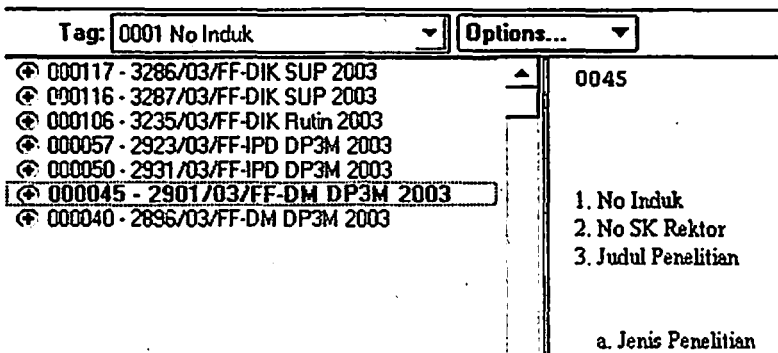 Tag: 0001 No Induk Options...
000117 - 3286/03/FF-DIK SUP 2003
000116 - 3287/03/FF-DIK SUP 2003
000106 - 3235/03/FF-DIK Rutin 2003
000057 - 2923/03/FF-IPD DP3M 2003
000050 - 2931/03/FF-IPD DP3M 2003
000045 - 2901/03/FF-DM DP3M 2003
000040 - 2896/03/FF-DM DP3M 2003
0045
1. No Induk
2. No SK Rektor
3. Judul Penelitian
a. Jenis Penelitian